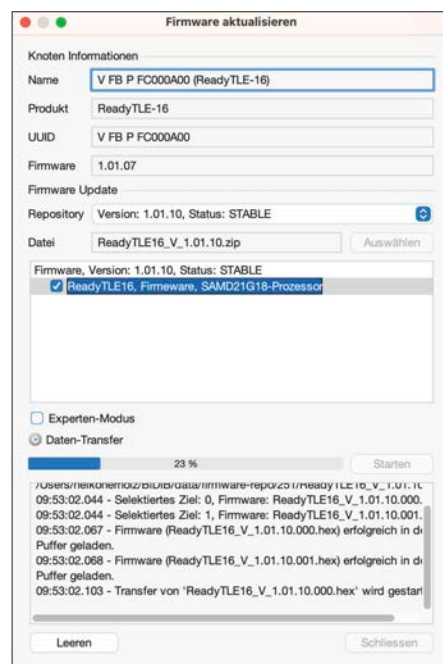 Firmware aktualisieren
Knoten Informationen
Name V FB P FC000A00 (ReadyTLE-16)
Produkt ReadyTLE-16
UUID V FB P FC000A00
Firmware 1.01.07
Firmware Update
Repository Version: 1.01.10, Status: STABLE
Datei ReadyTLE16_V_1.01.10.zip Auswählen
Firmware, Version: 1.01.10, Status: STABLE
ReadyTLE16, Firmeware, SAMD21G18-Prozessor
Experten-Modus
Daten-Transfer
23 % Starten
09:53:02.044 - Selektiertes Ziel: 0, Firmware: ReadyTLE16_V_1.01.10.000.
09:53:02.044 - Selektiertes Ziel: 1, Firmware: ReadyTLE16_V_1.01.10.001.
09:53:02.067 - Firmware (ReadyTLE16_V_1.01.10.000.hex) erfolgreich in de
Puffer geladen.
09:53:02.068 - Firmware (ReadyTLE16_V_1.01.10.001.hex) erfolgreich in de
Puffer geladen.
09:53:02.103 - Transfer von 'ReadyTLE16_V_1.01.10.000.hex' wird gestart
Leeren Schliessen